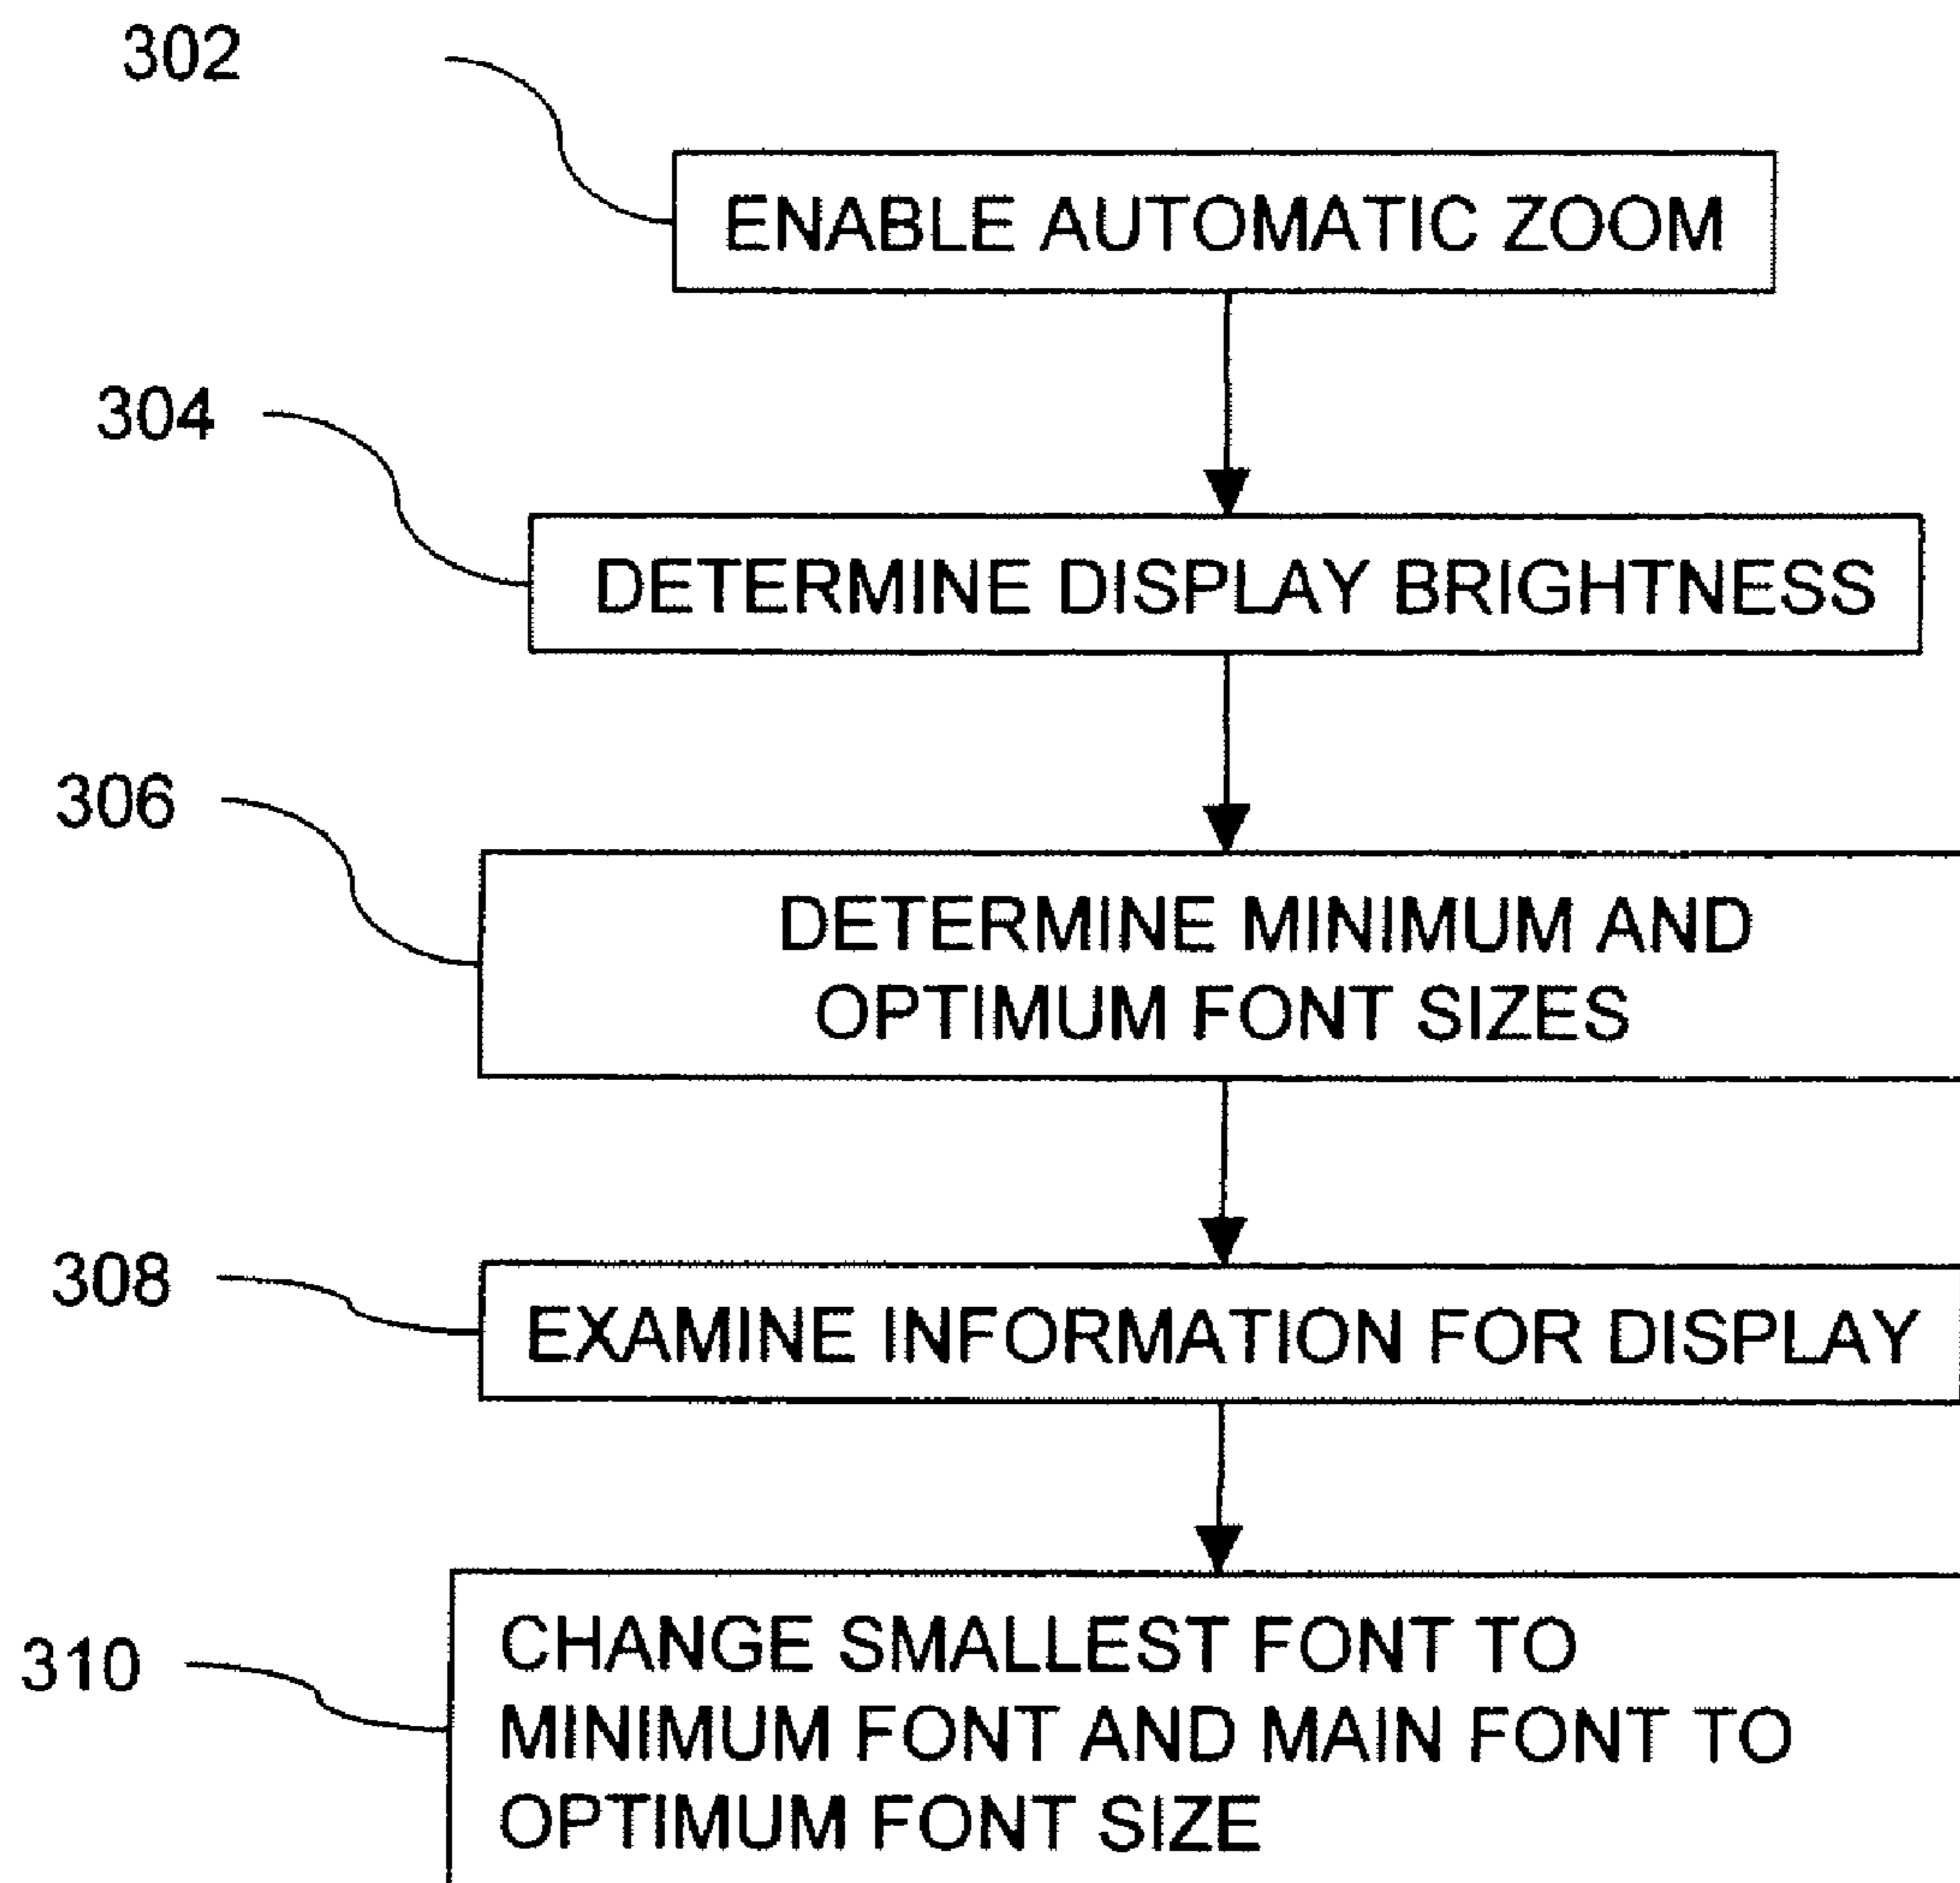 302
ENABLE AUTOMATIC ZOOM
304
DETERMINE DISPLAY BRIGHTNESS
306
DETERMINE MINIMUM AND
OPTIMUM FONT SIZES
308
EXAMINE INFORMATION FOR DISPLAY
310
CHANGE SMALLEST FONT TO
MINIMUM FONT AND MAIN FONT TO
OPTIMUM FONT SIZE